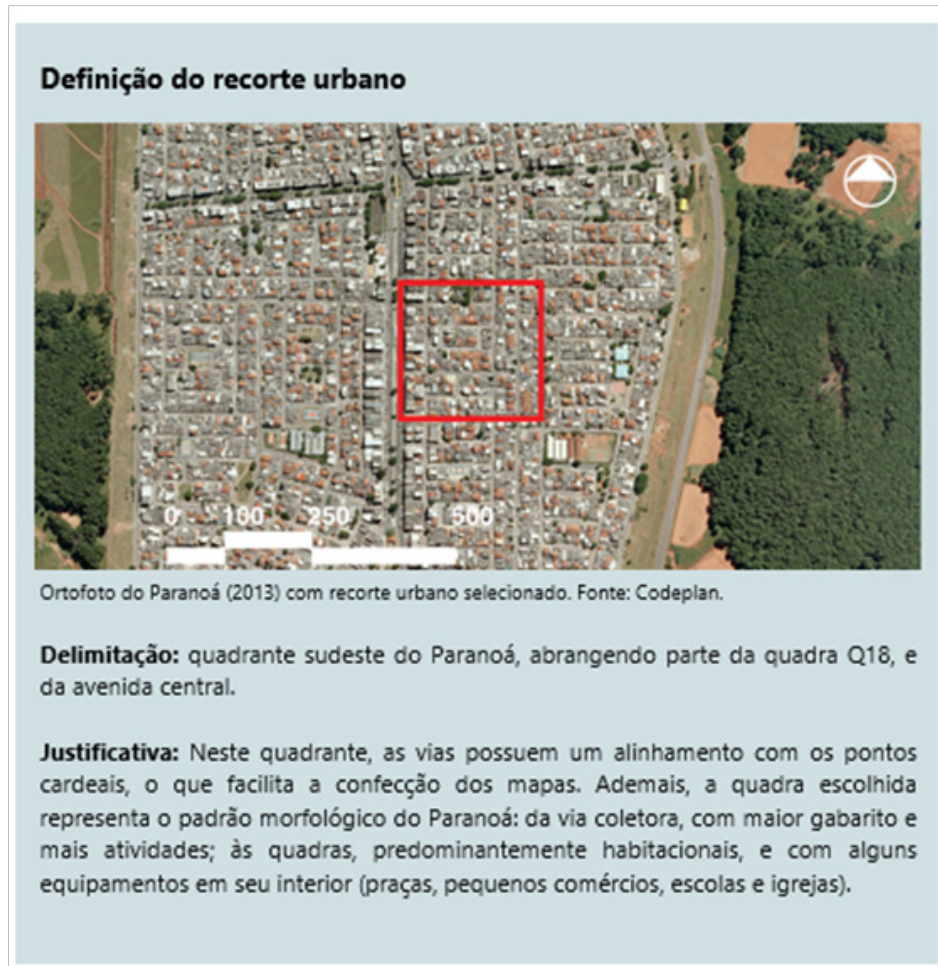 Definição do recorte urbano
0 100 250 500
Ortofoto do Paranoá (2013) com recorte urbano selecionado. Fonte: Codeplan.
Delimitação: quadrante sudeste do Paranoá, abrangendo parte da quadra Q18, e
da avenida central.
Justificativa: Neste quadrante, as vias possuem um alinhamento com os pontos
cardeais, o que facilita a confecção dos mapas. Ademais, a quadra escolhida
representa o padrão morfológico do Paranoá: da via coletora, com maior gabarito e
mais atividades; às quadras, predominantemente habitacionais, e com alguns
equipamentos em seu interior (praças, pequenos comércios, escolas e igrejas).